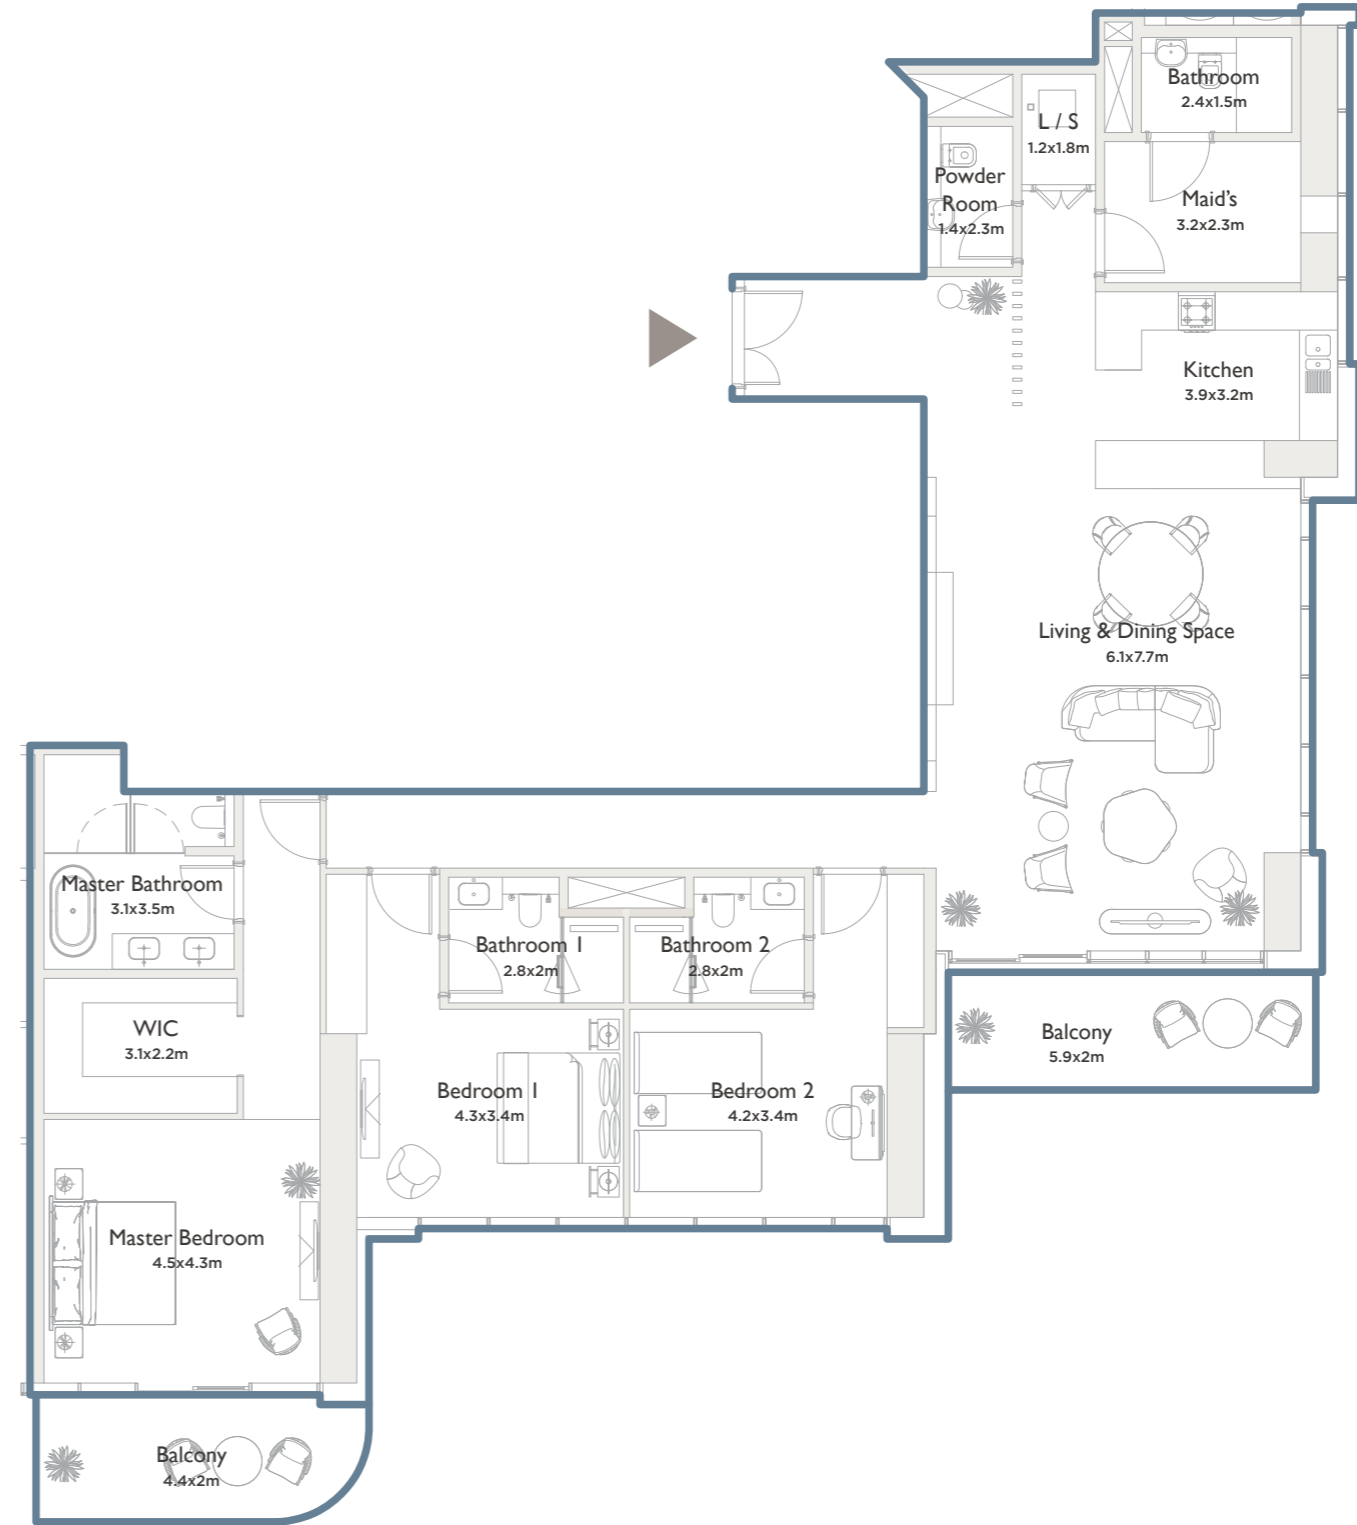 Bathroom
2.4x1.5m
L / S
1.2x1.8m
Powder
Room
1.4x2.3m
Maid's
3.2x2.3m
Kitchen
3.9x3.2m
Living & Dining Space
6.1x7.7m
Master Bathroom
3.1x3.5m
Bathroom 1
2.8x2m
Bathroom 2
2.8x2m
WIC
3.1x2.2m
Balcony
5.9x2m
Bedroom 1
4.3x3.4m
Bedroom 2
4.2x3.4m
Master Bedroom
4.5x4.3m
Balcony
4.4x2m